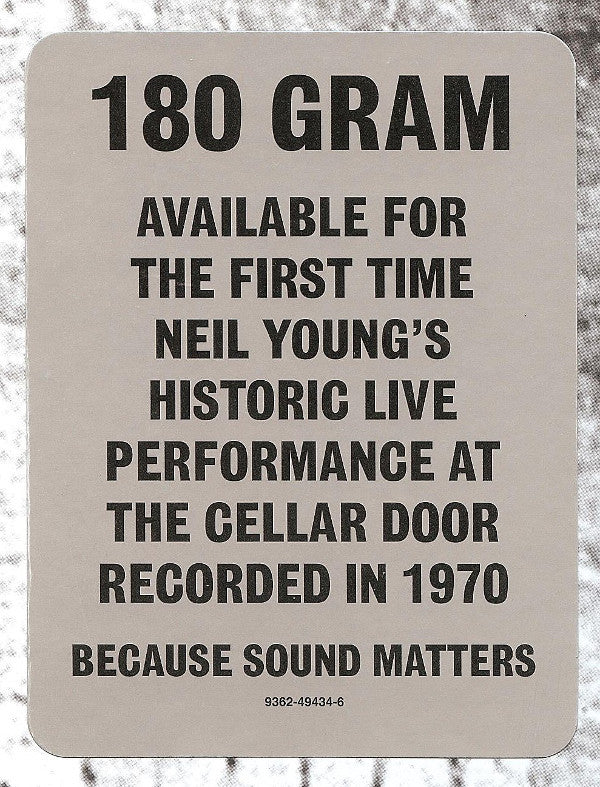 180 GRAM
AVAILABLE FOR
THE FIRST TIME
NEIL YOUNG'S
HISTORIC LIVE
PERFORMANCE AT
THE CELLAR DOOR
RECORDED IN 1970
BECAUSE SOUND MATTERS
9362-49434-6